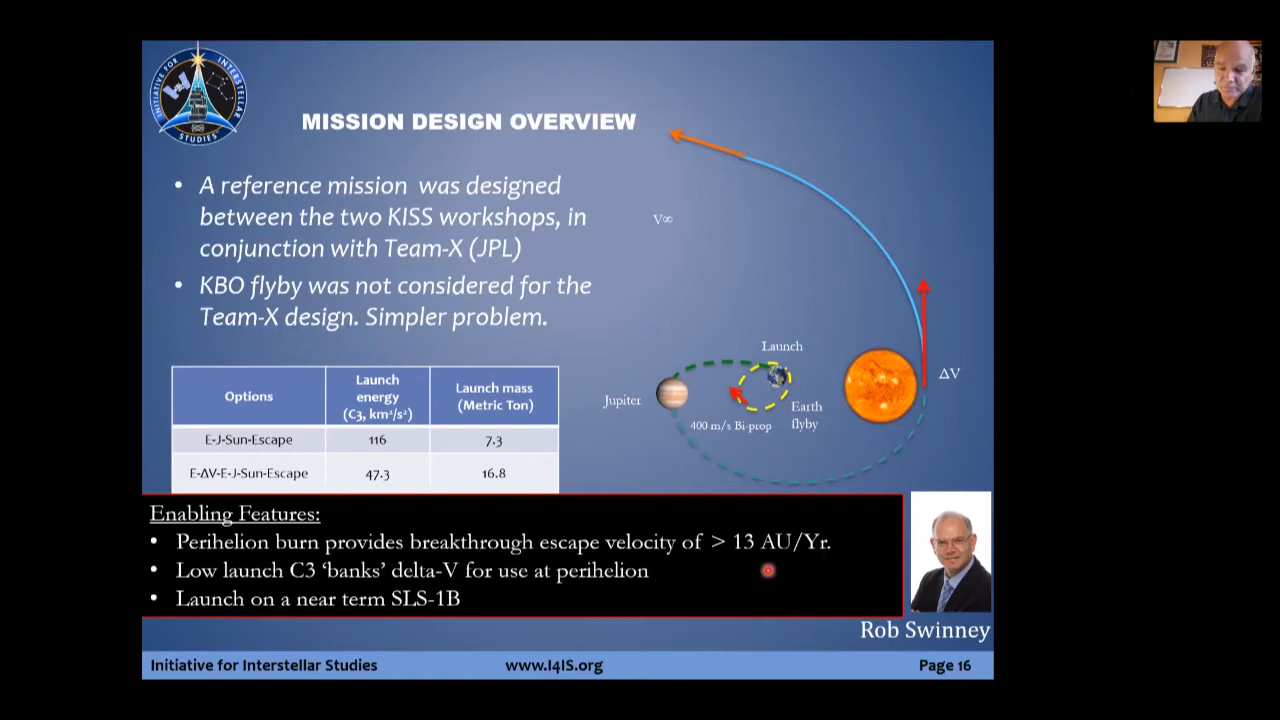 INITIATIVE FOR INTERSTELLAR STUDIES
MISSION DESIGN OVERVIEW
• A reference mission was designed
between the two KISS workshops, in
conjunction with Team-X (JPL)
• KBO flyby was not considered for the
Team-X design. Simpler problem.
V∞
Launch
Jupiter
Earth
flyby
400 m/s Bi-prop
ΔV
Options
Launch
energy
(C3, km²/s²)
Launch mass
(Metric Ton)
E-J-Sun-Escape 116 7.3
E-ΔV-E-J-Sun-Escape 47.3 16.8
Enabling Features:
• Perihelion burn provides breakthrough escape velocity of > 13 AU/Yr.
• Low launch C3 ‘banks’ delta-V for use at perihelion
• Launch on a near term SLS-1B
Rob Swinney
Initiative for Interstellar Studies www.I4IS.org Page 16